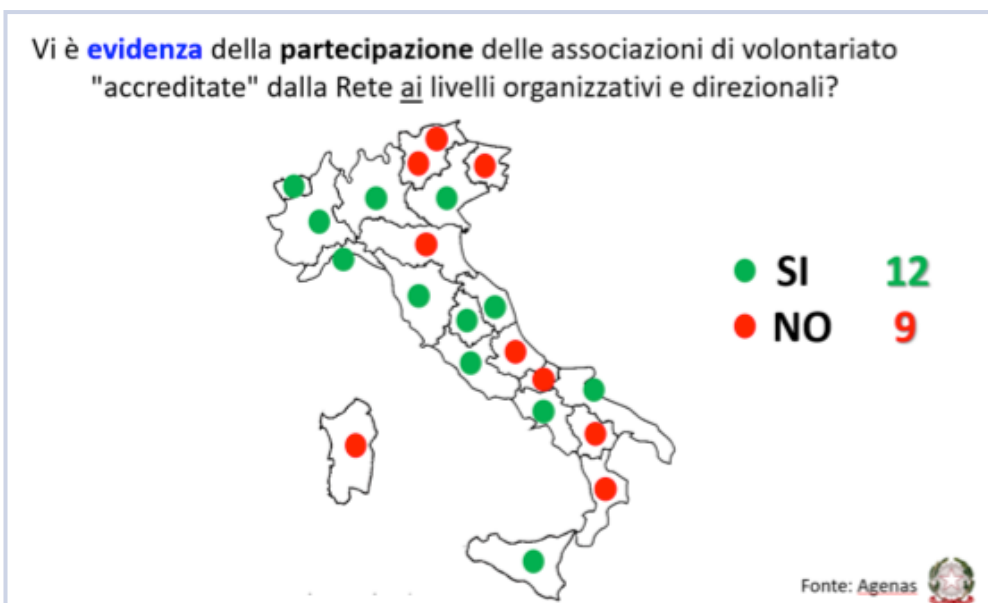 Vi è evidenza della partecipazione delle associazioni di volontariato
"accreditate" dalla Rete ai livelli organizzativi e direzionali?
SI 12
NO 9
Fonte: Agenas